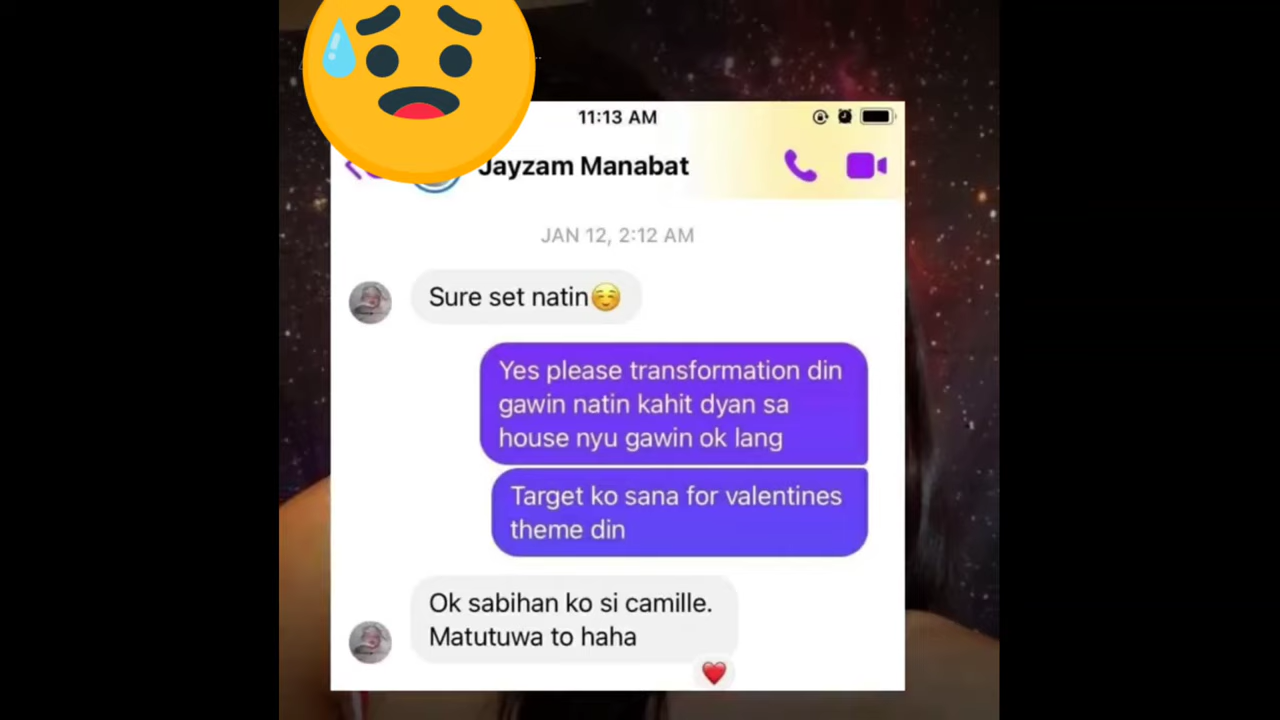 11:13 AM
Jayzam Manabat
JAN 12, 2:12 AM
Sure set natin☺️
Yes please transformation din
gawin natin kahit dyan sa
house nyu gawin ok lang
Target ko sana for valentines
theme din
Ok sabihan ko si camille.
Matutuwa to haha